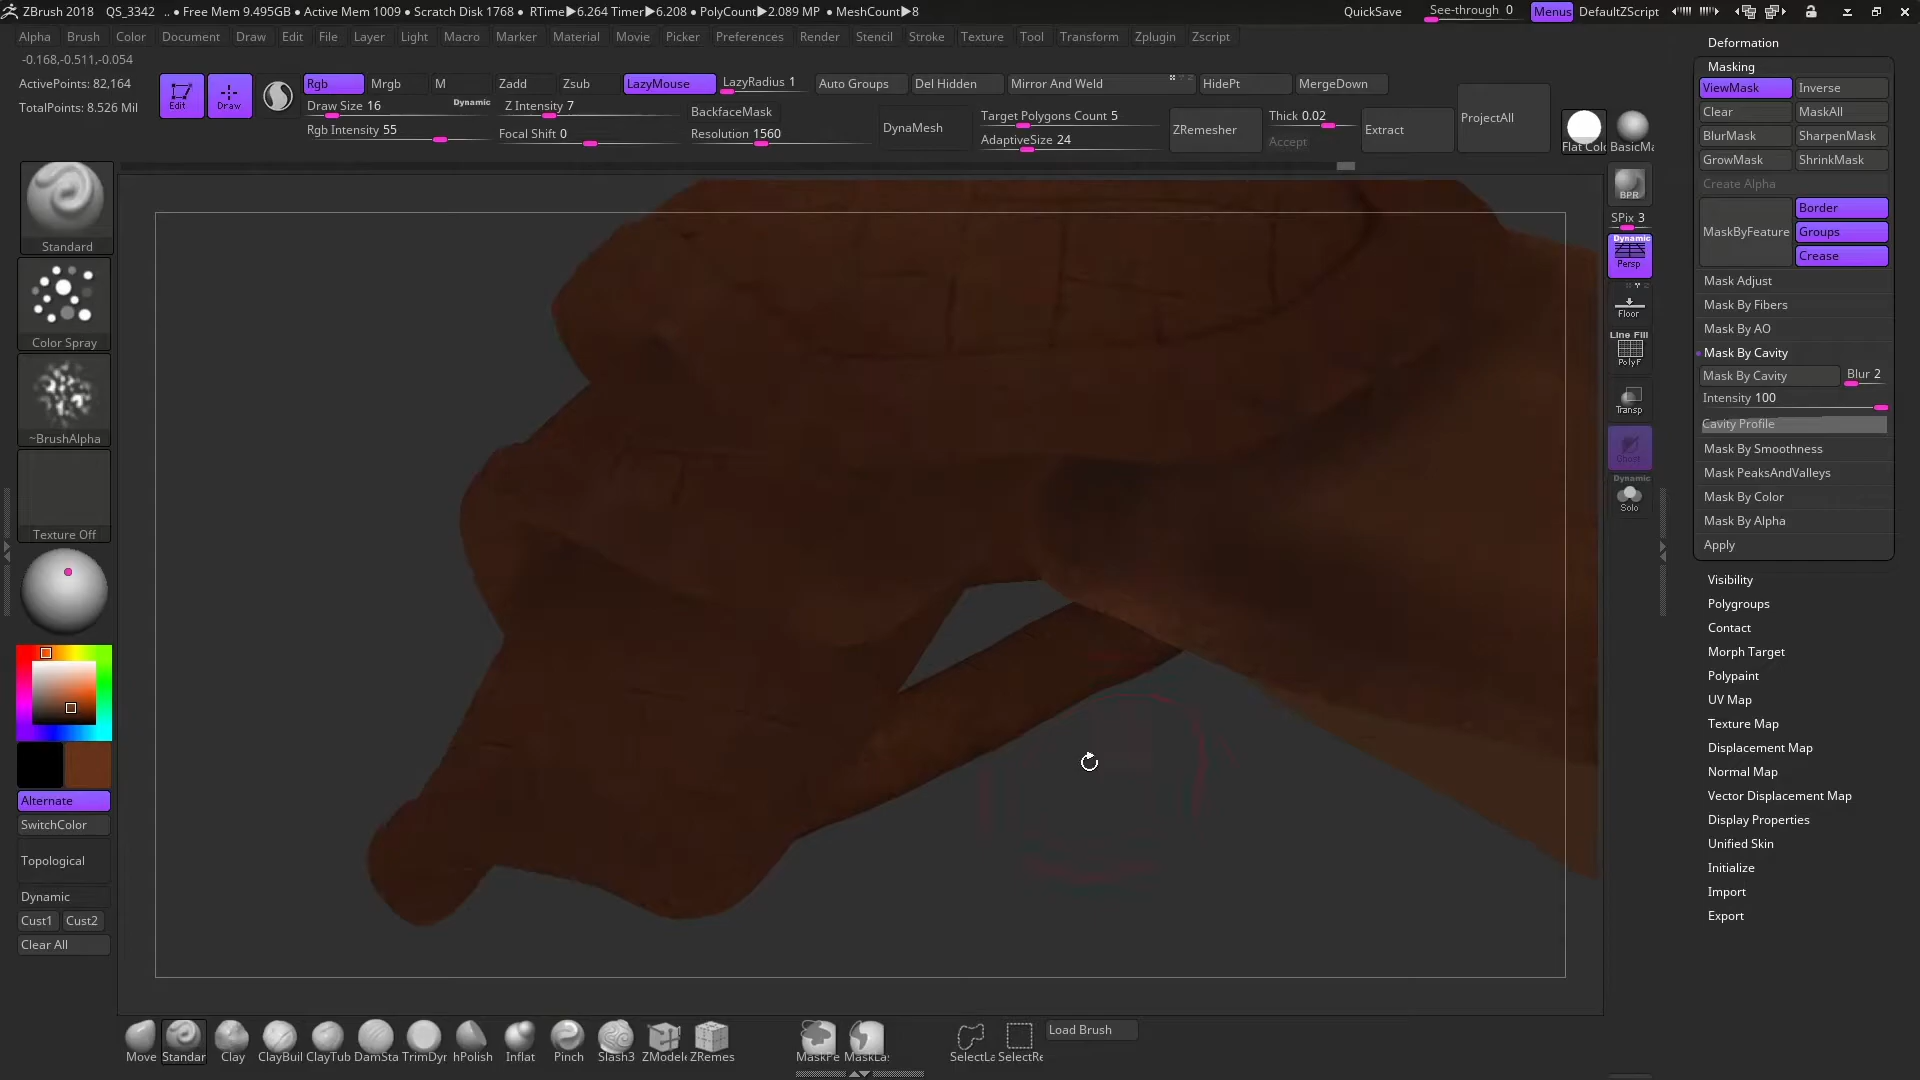 ZBrush 2018 QS_3342 .. • Free Mem 9.495GB • Active Mem 1009 • Scratch Disk 1768 • RTime▶6.264 Timer▶6.208 • PolyCount▶2.089 MP • MeshCount▶8 QuickSave See-through 0 Menus DefaultZScript
Alpha Brush Color Document Draw Edit File Layer Light Macro Marker Material Movie Picker Preferences Render Stencil Stroke Texture Tool Transform Zplugin Zscript
-0.168,-0.511,-0.054
ActivePoints: 82,164
TotalPoints: 8.526 Mil
Edit
Draw
Rgb Mrgb M Zadd Zsub LazyMouse LazyRadius 1 Auto Groups Del Hidden Mirror And Weld HidePt MergeDown
Draw Size 16 Dynamic Z Intensity 7 BackfaceMask
Rgb Intensity 55 Focal Shift 0 Resolution 1560
DynaMesh
Target Polygons Count 5
AdaptiveSize 24
ZRemesher
Thick 0.02
Accept
Extract
ProjectAll
Flat Colo BasicMa
Standard
Color Spray
~BrushAlpha
Texture Off
Alternate
SwitchColor
Topological
Dynamic
Cust1 Cust2
Clear All
BPR
SPix 3
Dynamic
Persp
Floor
Line Fill
PolyF
Transp
Ghost
Dynamic
Solo
Deformation
Masking
ViewMask Inverse
Clear MaskAll
BlurMask SharpenMask
GrowMask ShrinkMask
Create Alpha
MaskByFeature
Border
Groups
Crease
Mask Adjust
Mask By Fibers
Mask By AO
Mask By Cavity
Mask By Cavity Blur 2
Intensity 100
Cavity Profile
Mask By Smoothness
Mask PeaksAndValleys
Mask By Color
Mask By Alpha
Apply
Visibility
Polygroups
Contact
Morph Target
Polypaint
UV Map
Texture Map
Displacement Map
Normal Map
Vector Displacement Map
Display Properties
Unified Skin
Initialize
Import
Export
Move Standar Clay ClayBuil ClayTub DamSta TrimDyr hPolish Inflat Pinch Slash3 ZModele ZRemes MaskPe MaskLas SelectLa SelectRe Load Brush